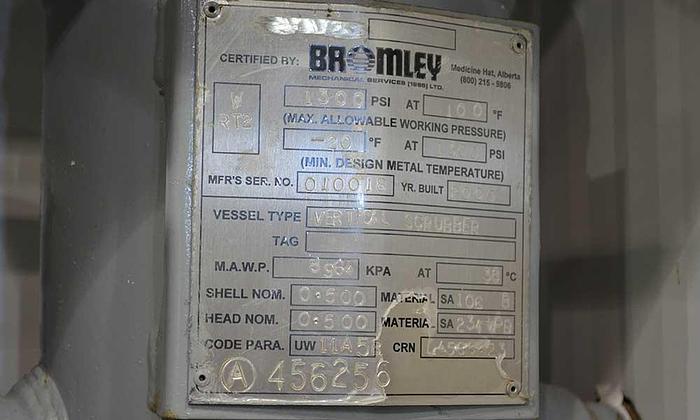 CERTIFIED BY: BROMLEY Medicine Hat, Alberta
MECHANICAL SERVICES (1986) LTD. (800) 215 - 9806
W 1300 PSI AT 100 °F
RT2 (MAX. ALLOWABLE WORKING PRESSURE)
-20 °F AT PSI
(MIN. DESIGN METAL TEMPERATURE)
MFR'S SER. NO. 010018 YR. BUILT
VESSEL TYPE VERTICAL SCRUBBER
TAG
M.A.W.P. KPA AT 38 °C
SHELL NOM. 0.500 MATERIAL SA 106 B
HEAD NOM. 0.500 MATERIAL SA 234 WPB
CODE PARA. UW 11A5B CRN
A 456256